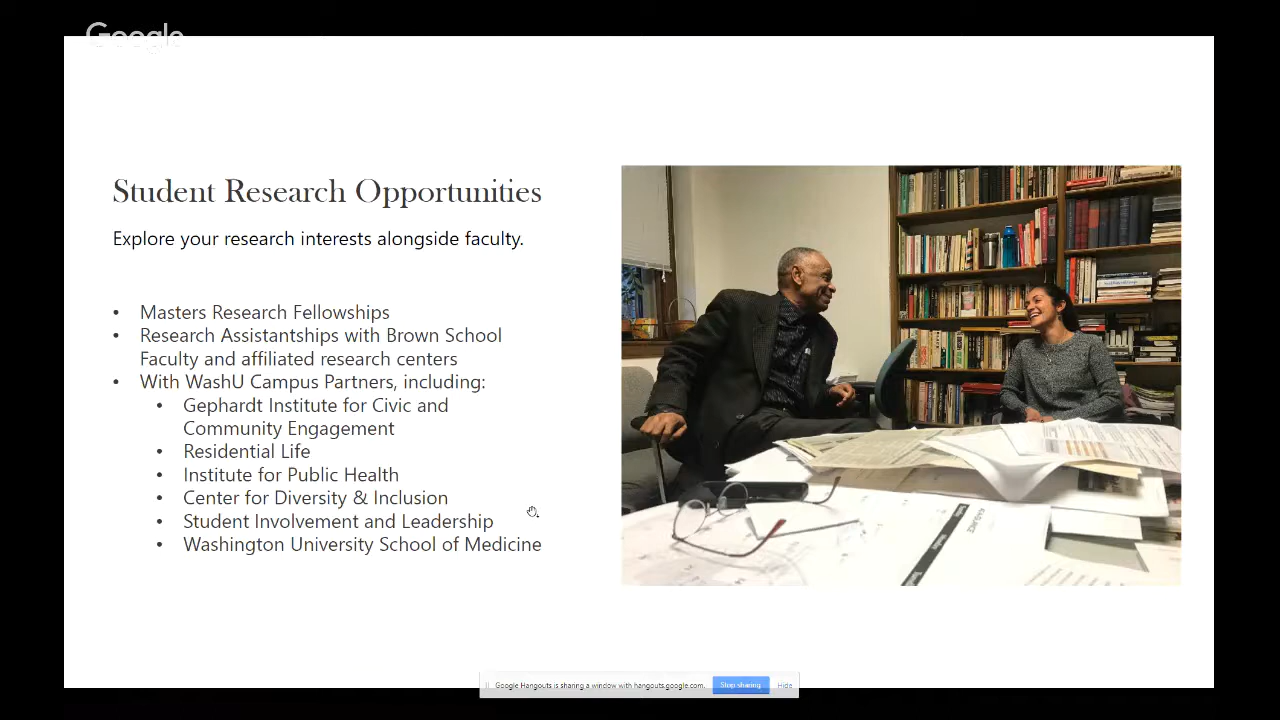 Google
Student Research Opportunities
Explore your research interests alongside faculty.
• Masters Research Fellowships
• Research Assistantships with Brown School
Faculty and affiliated research centers
• With WashU Campus Partners, including:
• Gephardt Institute for Civic and
Community Engagement
• Residential Life
• Institute for Public Health
• Center for Diversity & Inclusion
• Student Involvement and Leadership
• Washington University School of Medicine
Google Hangouts is sharing a window with hangouts.google.com.
Stop sharing
Hide